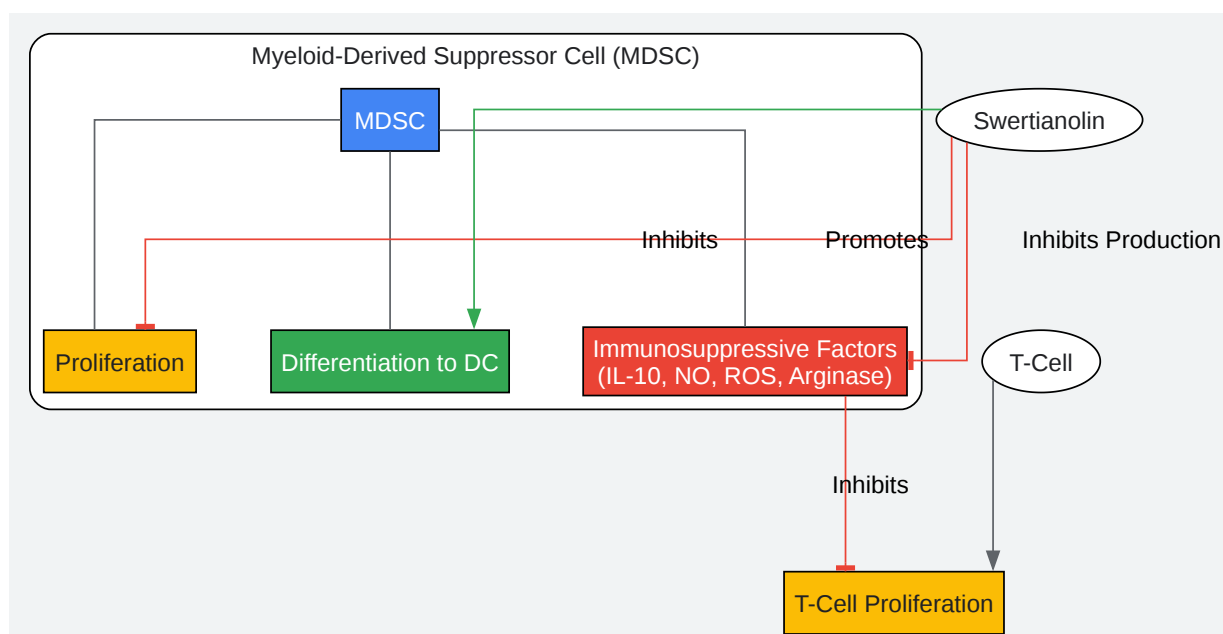 Myeloid-Derived Suppressor Cell (MDSC)
MDSC
Swertianolin
Inhibits
Promotes
Inhibits Production
Proliferation
Differentiation to DC
Immunosuppressive Factors
(IL-10, NO, ROS, Arginase)
T-Cell
Inhibits
T-Cell Proliferation